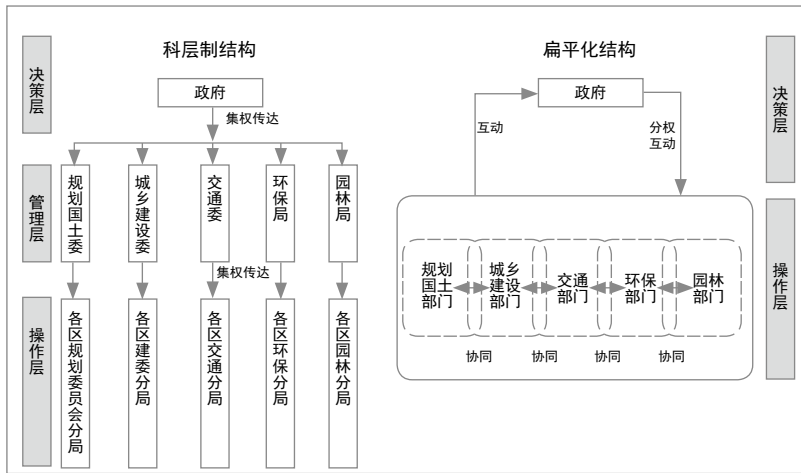 科层制结构
决策层
政府
集权传达
管理层
规划国土委
城乡建设委
交通委
环保局
园林局
集权传达
操作层
各区规划委员会分局
各区建委分局
各区交通分局
各区环保分局
各区园林分局
扁平化结构
政府
决策层
互动
分权
互动
规划
国土
部门
城乡
建设
部门
交通
部门
环保
部门
园林
部门
协同
协同
协同
协同
操作层